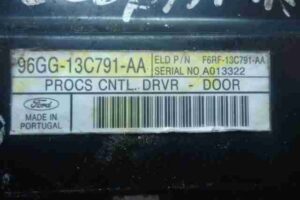 96GG-13C791-AA
ELD P/N F6RF-13C791-AA
SERIAL NO A013322
PROCS CNTL. DRVR - DOOR
Ford
MADE IN
PORTUGAL